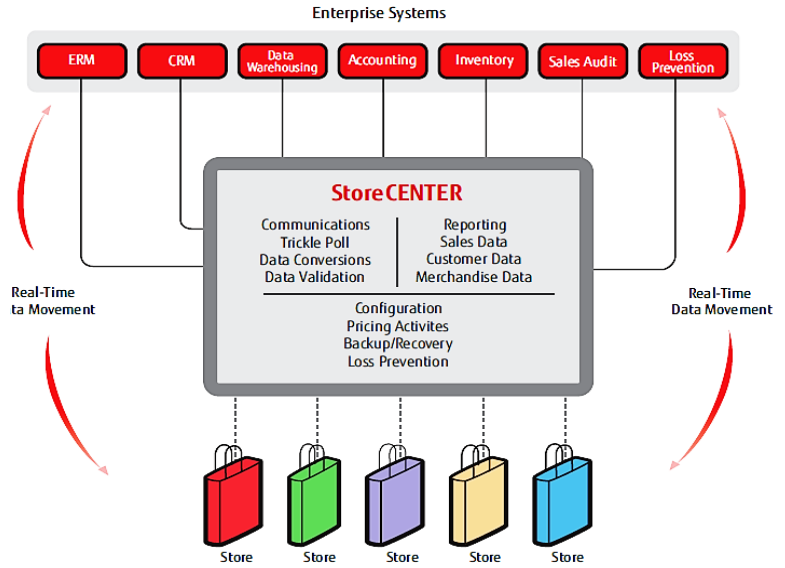 Enterprise Systems
ERM
CRM
Data
Warehousing
Accounting
Inventory
Sales Audit
Loss
Prevention
StoreCENTER
Communications
Trickle Poll
Data Conversions
Data Validation
Reporting
Sales Data
Customer Data
Merchandise Data
Configuration
Pricing Activites
Backup/Recovery
Loss Prevention
Real-Time
ta Movement
Real-Time
Data Movement
Store
Store
Store
Store
Store